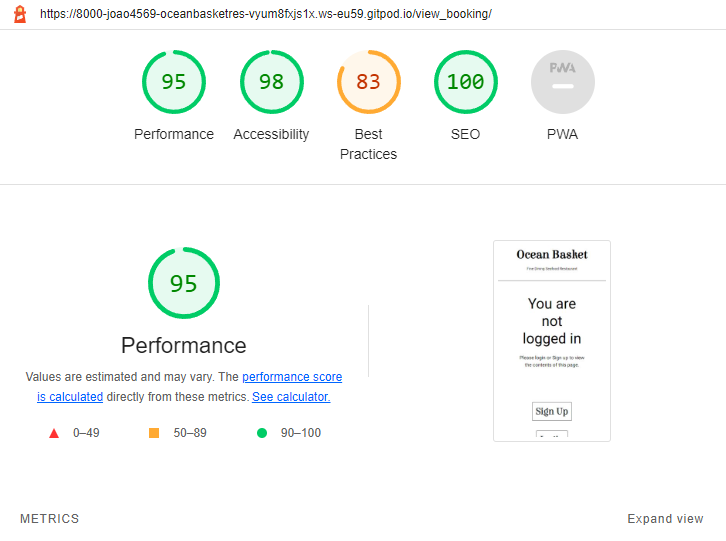 https://8000-joao4569-oceanbasketres-vyum8fxjs1x.ws-eu59.gitpod.io/view_booking/
95
98
83
100
PWA
Performance
Accessibility
Best
Practices
SEO
PWA
95
Performance
Values are estimated and may vary. The performance score
is calculated directly from these metrics. See calculator.
0–49
50–89
90–100
Ocean Basket
Fine Dining Seafood Restaurant
You are
not
logged in
Please login or Sign up to view
the contents of this page.
Sign Up
METRICS
Expand view